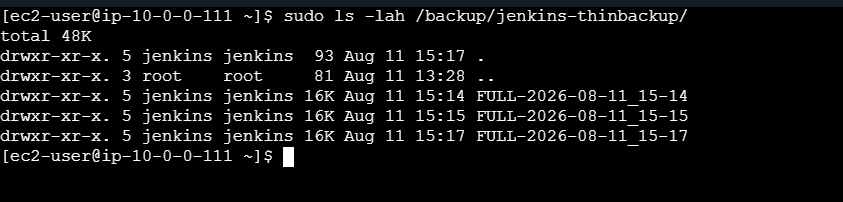 [ec2-user@ip-10-0-0-111 ~]$ sudo ls -lah /backup/jenkins-thinbackup/
total 48K
drwxr-xr-x. 5 jenkins jenkins  93 Aug 11 15:17 .
drwxr-xr-x. 3 root    root     81 Aug 11 13:28 ..
drwxr-xr-x. 5 jenkins jenkins 16K Aug 11 15:14 FULL-2026-08-11_15-14
drwxr-xr-x. 5 jenkins jenkins 16K Aug 11 15:15 FULL-2026-08-11_15-15
drwxr-xr-x. 5 jenkins jenkins 16K Aug 11 15:17 FULL-2026-08-11_15-17
[ec2-user@ip-10-0-0-111 ~]$